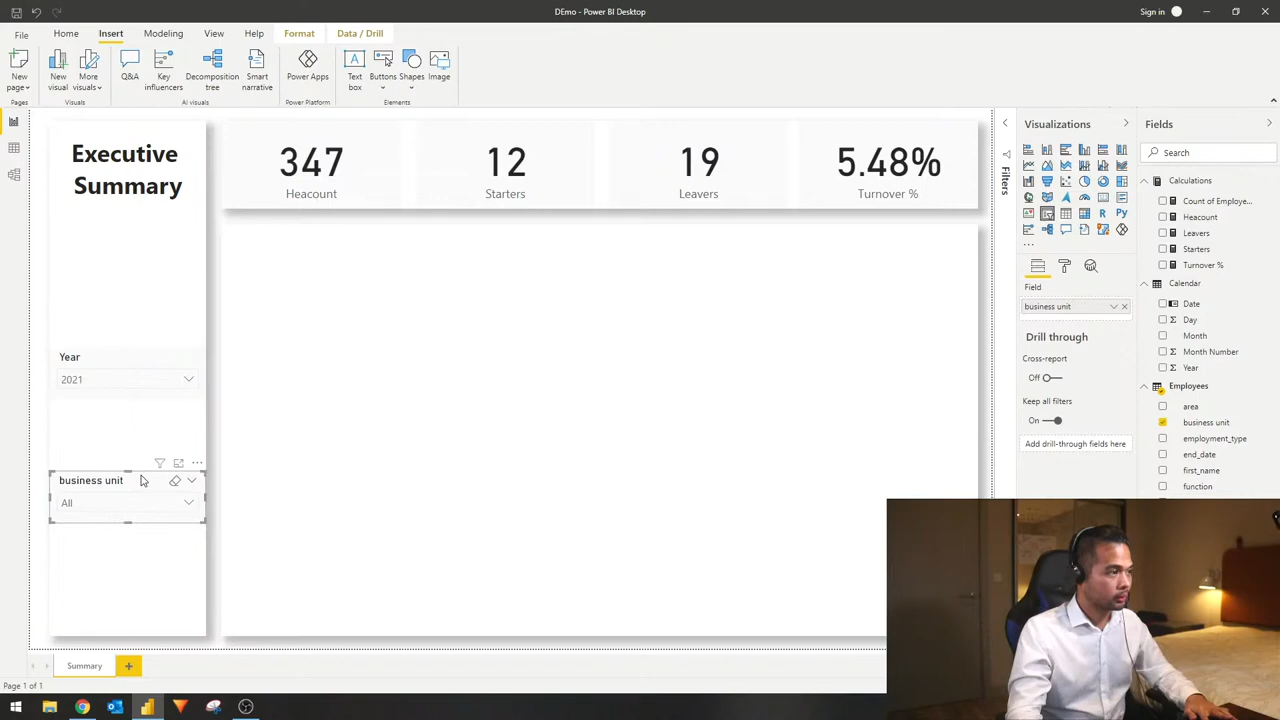 DEmo - Power BI Desktop
Sign in
File
Home
Insert
Modeling
View
Help
Format
Data / Drill
New page
New visual
More visuals
Q&A
Key influencers
Decomposition tree
Smart narrative
Power Apps
Text box
Buttons
Shapes
Image
Pages
Visuals
AI visuals
Power Platform
Elements
Executive
Summary
347
Heacount
12
Starters
19
Leavers
5.48%
Turnover %
Year
2021
business unit
All
Filters
Visualizations
R
Py
Field
business unit
Drill through
Cross-report
Off
Keep all filters
On
Add drill-through fields here
Fields
Search
Calculations
Count of Employe...
Heacount
Leavers
Starters
Turnover %
Calendar
Date
Day
Month
Month Number
Year
Employees
area
business unit
employment_type
end_date
first_name
function
Summary
Page 1 of 1